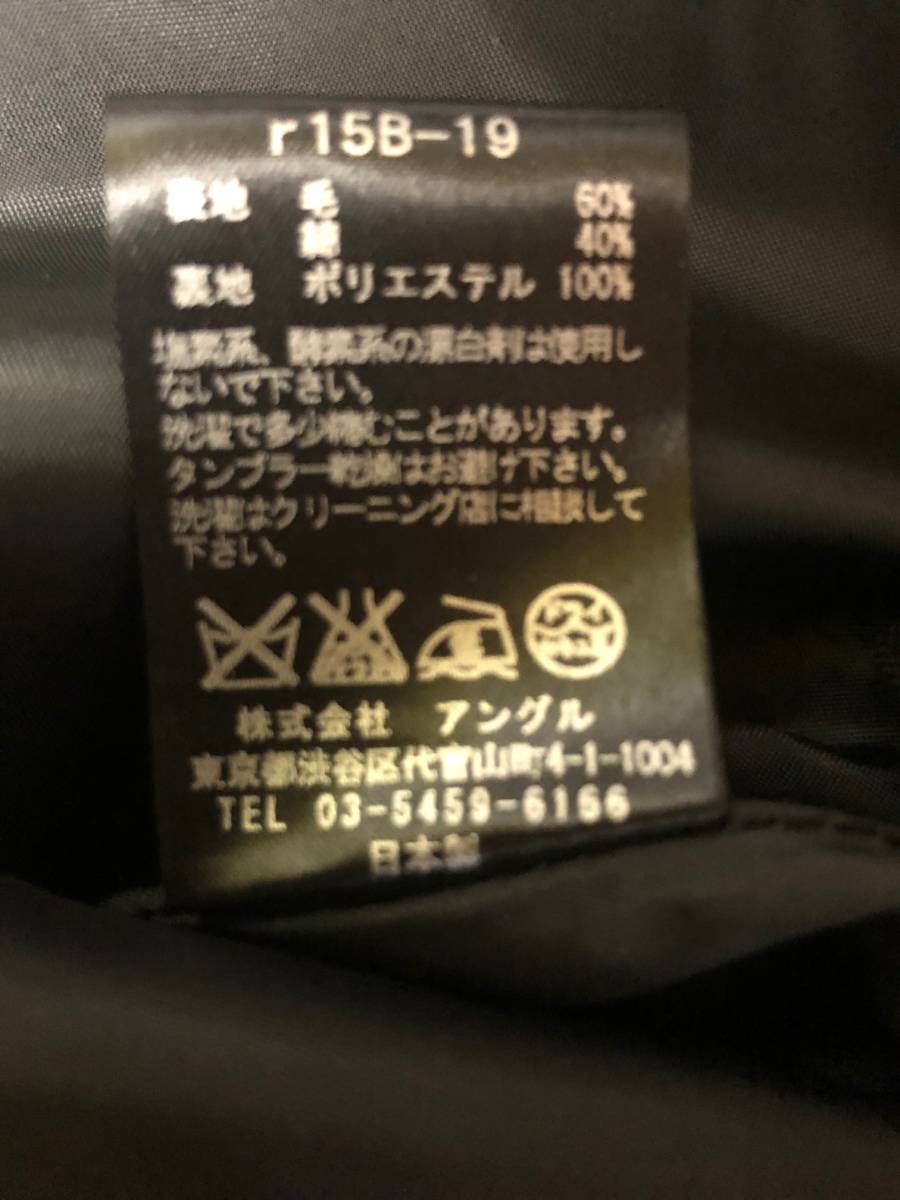 r15B-19
表地 毛 60%
綿 40%
裏地 ポリエステル 100%
塩素系、酵素系の漂白剤は使用し
ないで下さい。
洗濯で多少縮むことがあります。
タンブラー乾燥はお避け下さい。
洗濯はクリーニング店に相談して
下さい。
株式会社 アングル
東京都渋谷区代官山町4-1-1004
TEL 03-5459-6166
日本製